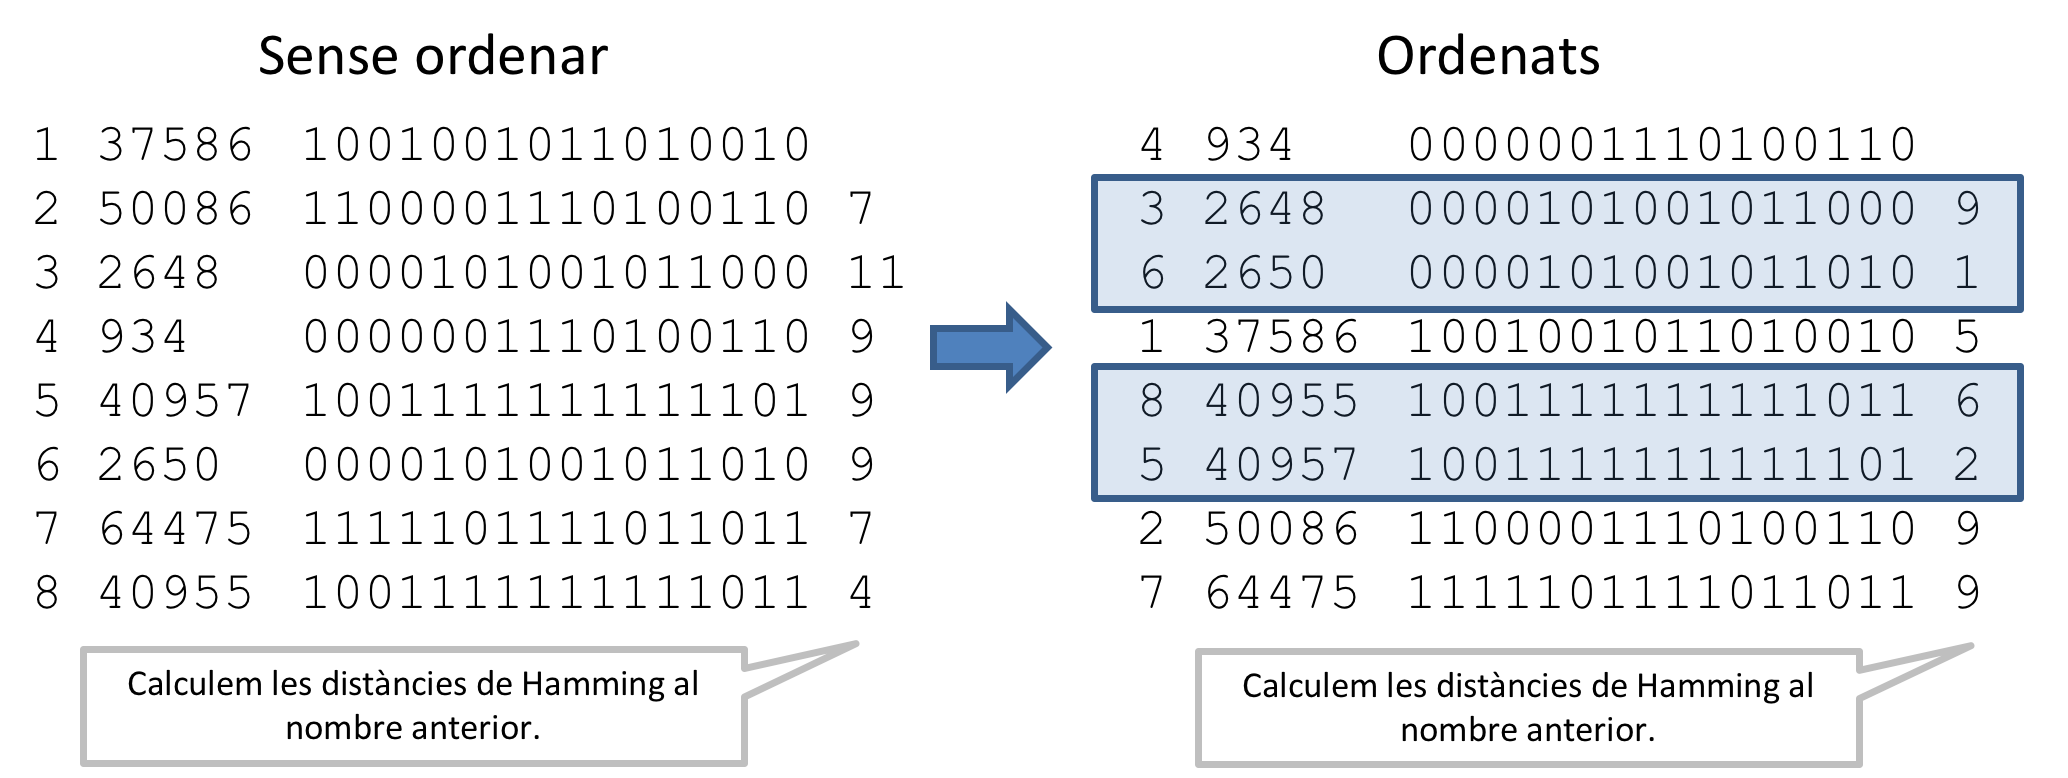 Sense ordenar
1 37586 1001001011010010
2 50086 1100001110100110 7
3 2648 0000101001011000 11
4 934 0000001110100110 9
5 40957 1001111111111101 9
6 2650 0000101001011010 9
7 64475 1111101111011011 7
8 40955 1001111111111011 4
Calculem les distàncies de Hamming al
nombre anterior.
Ordenats
4 934 0000001110100110
3 2648 0000101001011000 9
6 2650 0000101001011010 1
1 37586 1001001011010010 5
8 40955 1001111111111011 6
5 40957 1001111111111101 2
2 50086 1100001110100110 9
7 64475 1111101111011011 9
Calculem les distàncies de Hamming al
nombre anterior.